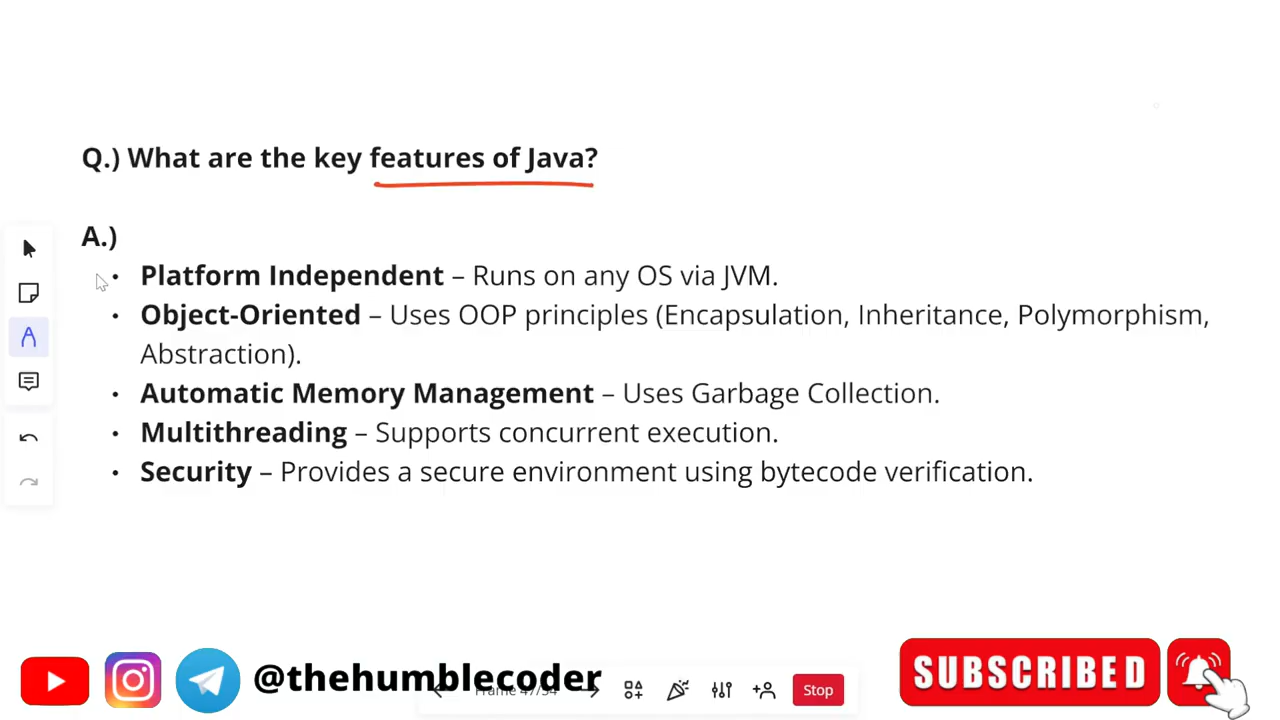 Q.) What are the key features of Java?
A.)
• Platform Independent – Runs on any OS via JVM.
• Object-Oriented – Uses OOP principles (Encapsulation, Inheritance, Polymorphism,
Abstraction).
• Automatic Memory Management – Uses Garbage Collection.
• Multithreading – Supports concurrent execution.
• Security – Provides a secure environment using bytecode verification.
@thehumblecoder
Frame
Stop
SUBSCRIBED